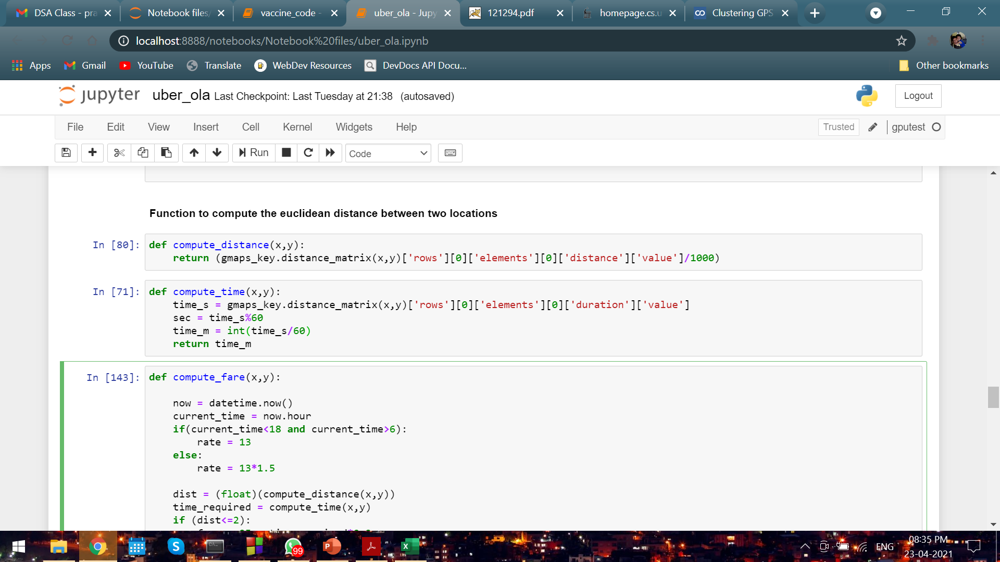 DSA Class - pra
Notebook files/
vaccine_code -
uber_ola - Jupy
121294.pdf
homepage.cs.u
Clustering GPS
localhost:8888/notebooks/Notebook%20files/uber_ola.ipynb
Apps
Gmail
YouTube
Translate
WebDev Resources
DevDocs API Docu...
Other bookmarks
jupyter uber_ola Last Checkpoint: Last Tuesday at 21:38 (autosaved)
Logout
File Edit View Insert Cell Kernel Widgets Help
Trusted
gputest
Run
Code
Function to compute the euclidean distance between two locations
In [80]: def compute_distance(x,y):
return (gmaps_key.distance_matrix(x,y)['rows'][0]['elements'][0]['distance']['value']/1000)
In [71]: def compute_time(x,y):
time_s = gmaps_key.distance_matrix(x,y)['rows'][0]['elements'][0]['duration']['value']
sec = time_s%60
time_m = int(time_s/60)
return time_m
In [143]: def compute_fare(x,y):
now = datetime.now()
current_time = now.hour
if(current_time<18 and current_time>6):
rate = 13
else:
rate = 13*1.5
dist = (float)(compute_distance(x,y))
time_required = compute_time(x,y)
if (dist<=2):
99
ENG
08:35 PM
23-04-2021